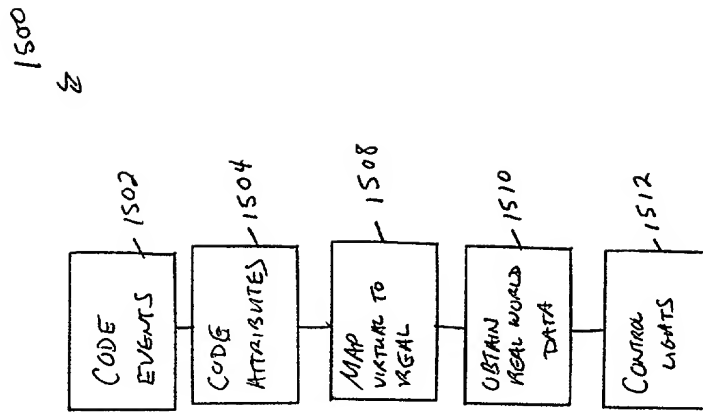 1500
CODE
EVENTS
1502
CODE
ATTRIBUTES
1504
MAP
VIRTUAL TO
REAL
1508
OBTAIN
REAL WORLD
DATA
1510
CONTROL
LIGHTS
1512